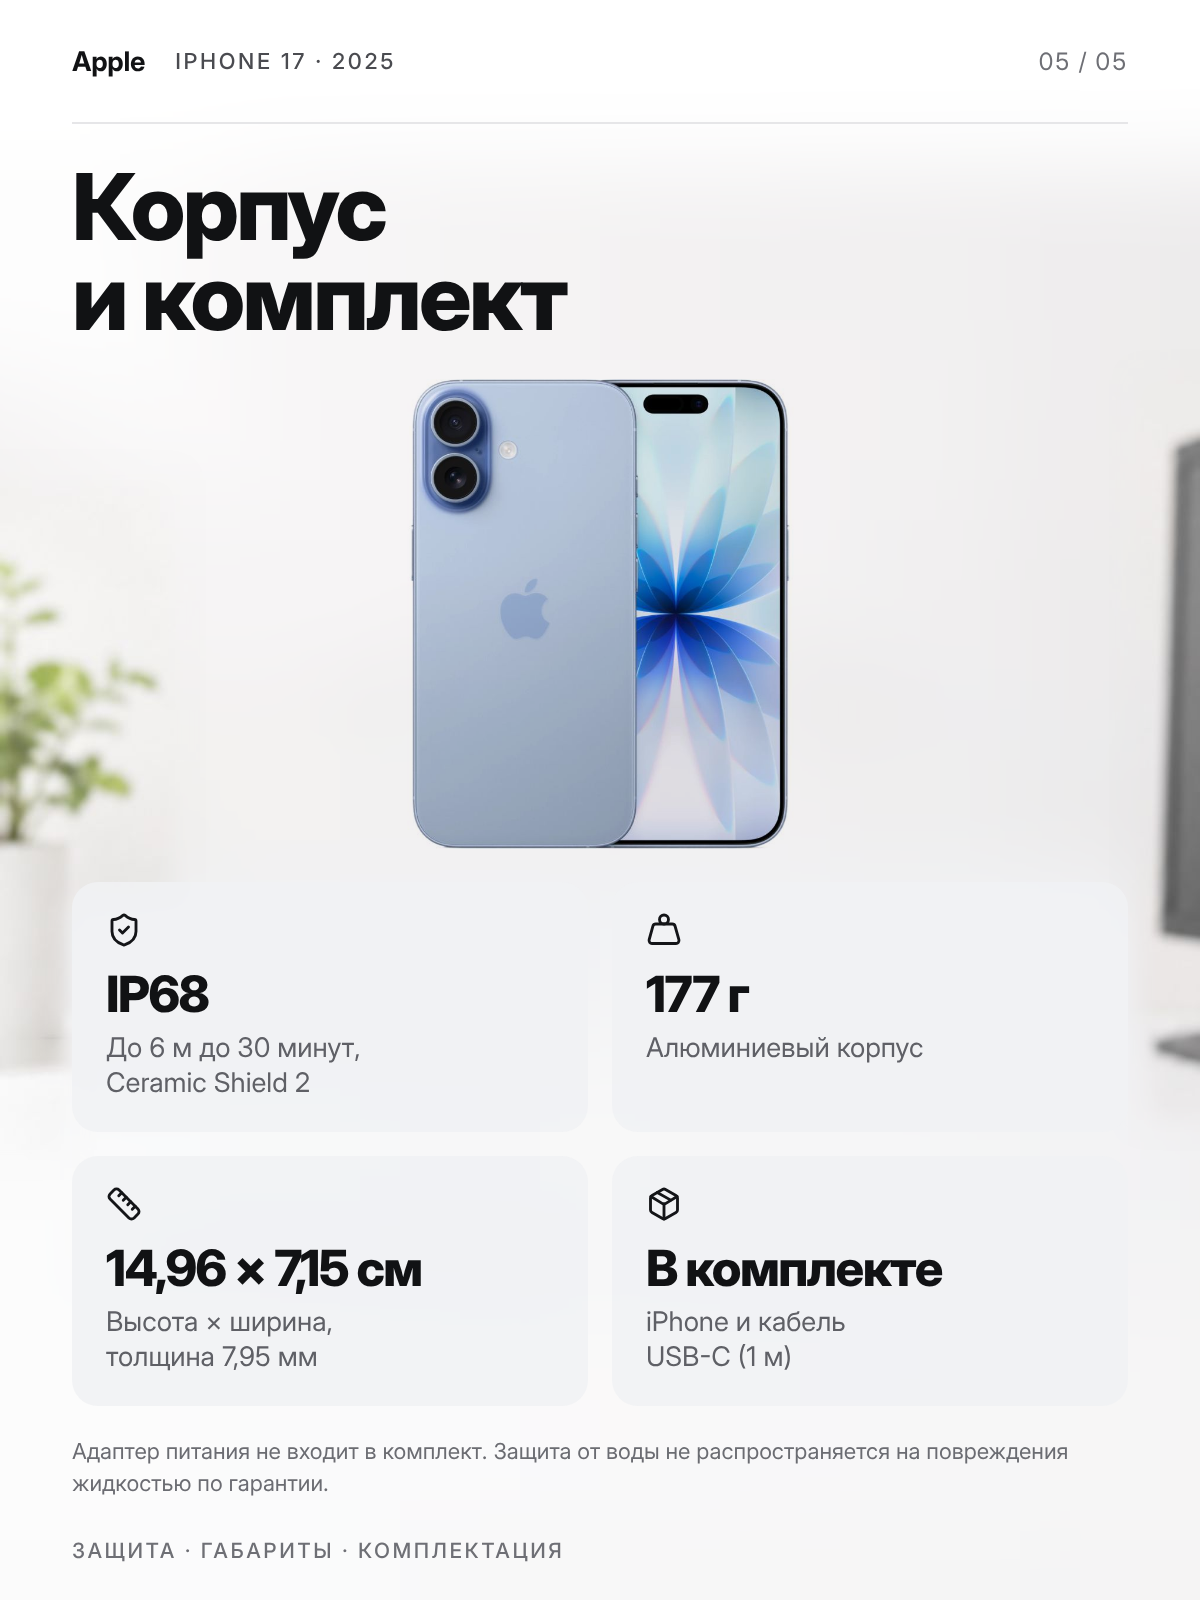 Apple IPHONE 17 · 2025 05 / 05
Корпус
и комплект
IP68
До 6 м до 30 минут,
Ceramic Shield 2
177 г
Алюминиевый корпус
14,96 × 7,15 см
Высота × ширина,
толщина 7,95 мм
В комплекте
iPhone и кабель
USB-C (1 м)
Адаптер питания не входит в комплект. Защита от воды не распространяется на повреждения
жидкостью по гарантии.
ЗАЩИТА · ГАБАРИТЫ · КОМПЛЕКТАЦИЯ